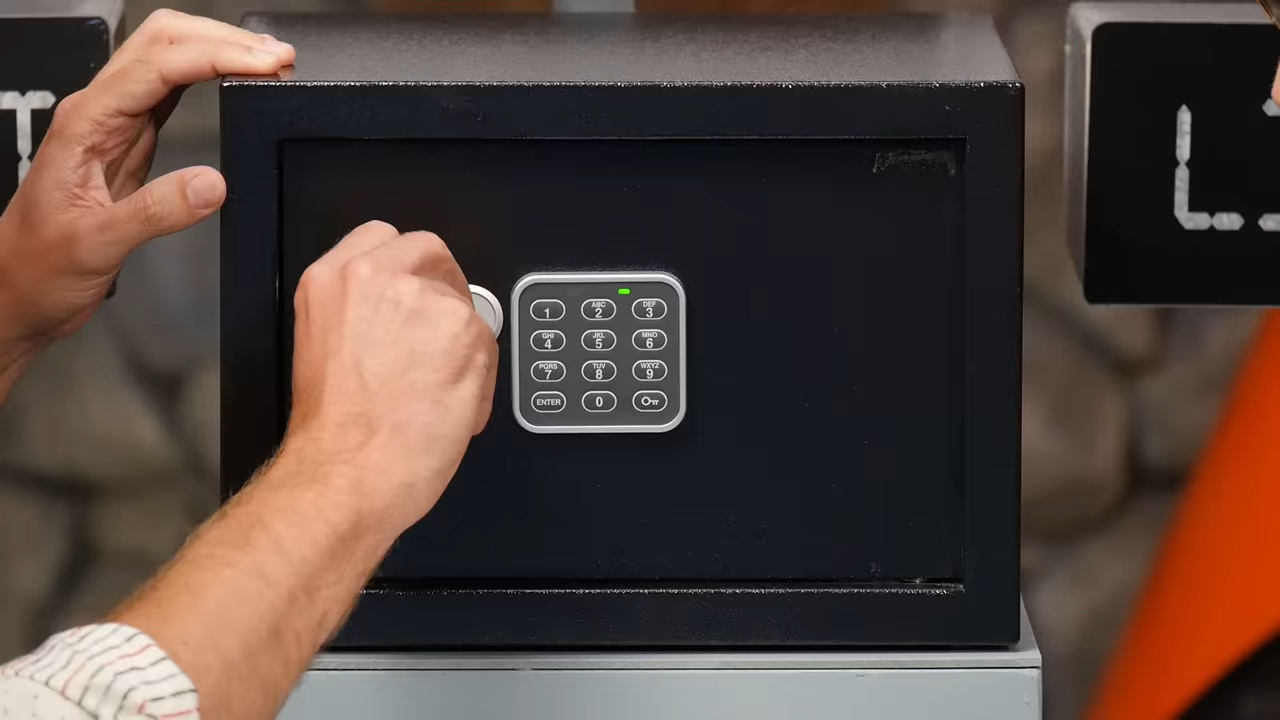 T
L
1 ABC 2 DEF 3
GHI 4 JKL 5 MNO 6
PQRS 7 TUV 8 WXYZ 9
ENTER 0